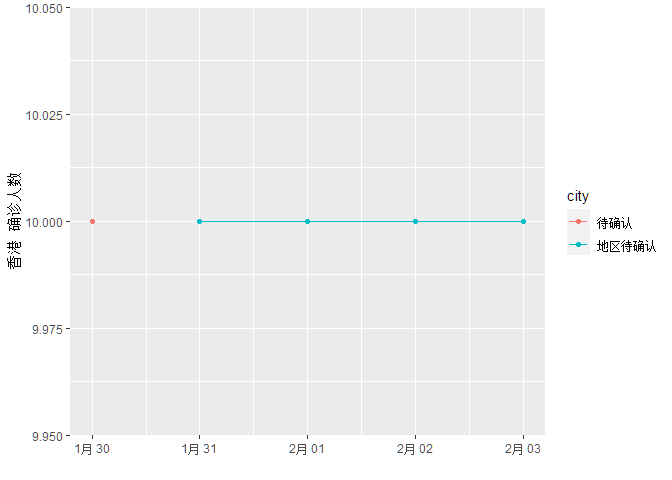 10.050
10.025
10.000
9.975
9.950
香港 确诊人数
1月 30
1月 31
2月 01
2月 02
2月 03
city
待确认
地区待确认